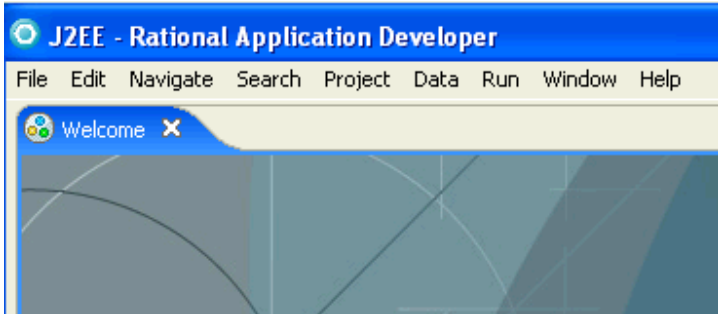 J2EE - Rational Application Developer
File Edit Navigate Search Project Data Run Window Help
Welcome